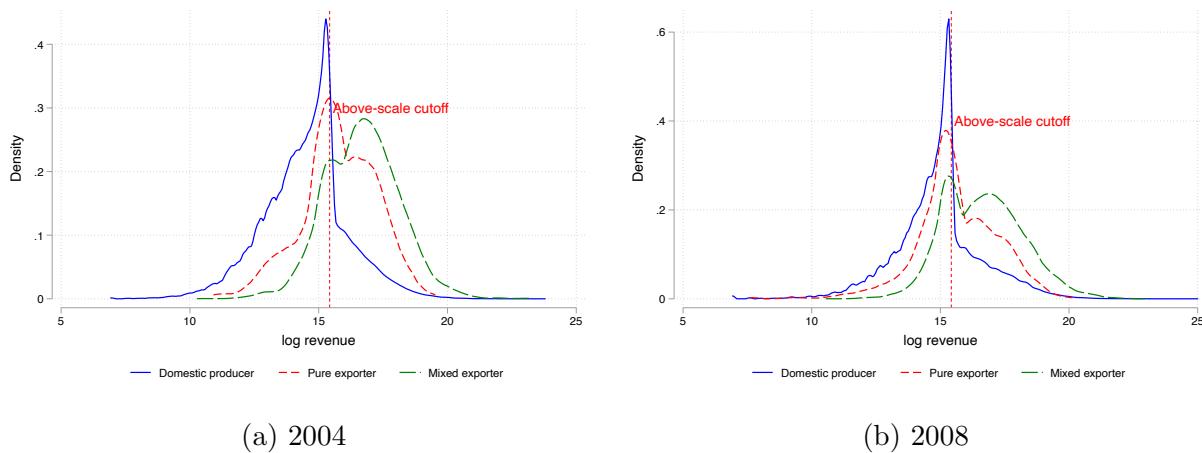 .4
.3
.2
.1
0
Density
Above-scale cutoff
5 10 15 20 25
log revenue
Domestic producer Pure exporter Mixed exporter
(a) 2004
.6
.4
.2
0
Density
Above-scale cutoff
5 10 15 20 25
log revenue
Domestic producer Pure exporter Mixed exporter
(b) 2008